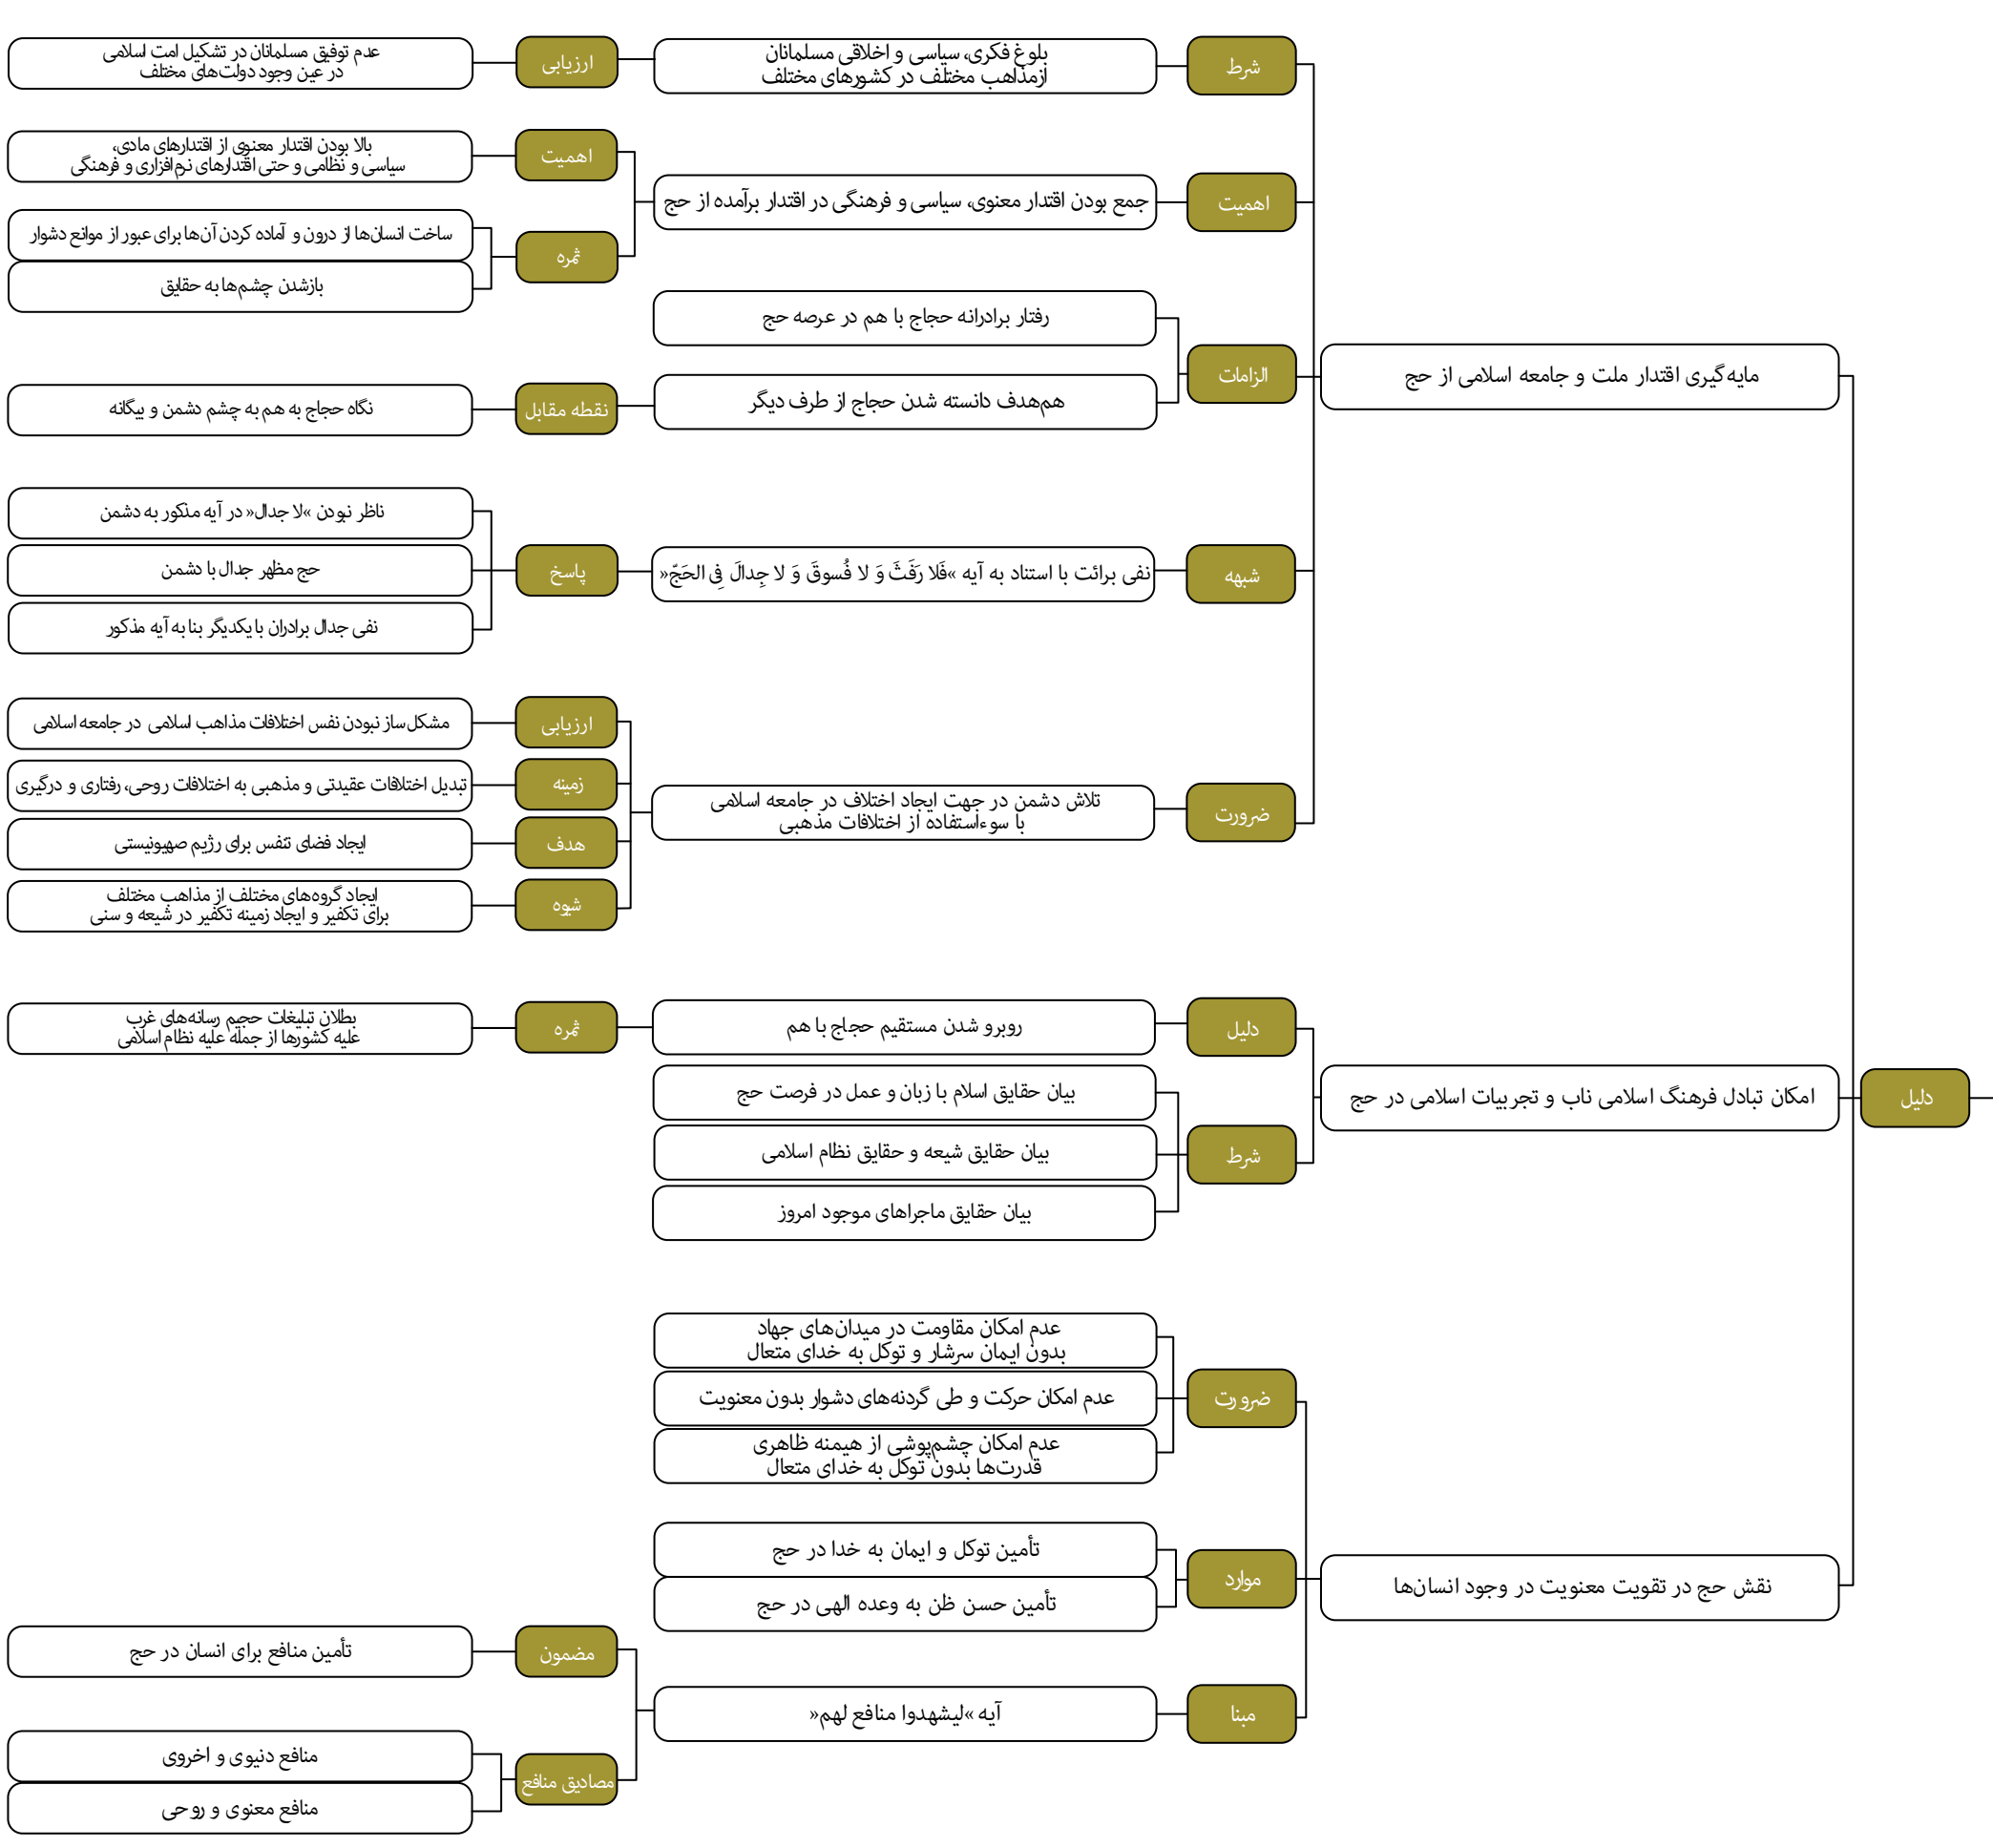 دلیل
مایه‌گیری اقتدار ملت و جامعه اسلامی از حج
شرط
بلوغ فکری، سیاسی و اخلاقی مسلمانان
ازمذاهب مختلف در کشورهای مختلف
ارزیابی
عدم توفیق مسلمانان در تشکیل امت اسلامی
در عین وجود دولت‌های مختلف
اهمیت
جمع بودن اقتدار معنوی، سیاسی و فرهنگی در اقتدار برآمده از حج
اهمیت
بالا بودن اقتدار معنوی از اقتدارهای مادی،
سیاسی و نظامی و حتی اقتدارهای نرم‌افزاری و فرهنگی
ثمره
ساخت انسان‌ها از درون و آماده کردن آن‌ها برای عبور از موانع دشوار
بازشدن چشم‌ها به حقایق
الزامات
رفتار برادرانه حجاج با هم در عرصه حج
هم‌هدف دانسته شدن حجاج از طرف دیگر
نقطه مقابل
نگاه حجاج به هم به چشم دشمن و بیگانه
شبهه
نفی برائت با استناد به آیه »فَلا رَفَثَ وَ لا فُسوقَ وَ لا جِدالَ فِی الحَجّ«
پاسخ
ناظر نبودن »لا جدال« در آیه مذکور به دشمن
حج مظهر جدال با دشمن
نفی جدال برادران با یکدیگر بنا به آیه مذکور
ضرورت
تلاش دشمن در جهت ایجاد اختلاف در جامعه اسلامی
با سوءاستفاده از اختلافات مذهبی
ارزیابی
مشکل‌ساز نبودن نفس اختلافات مذاهب اسلامی در جامعه اسلامی
زمینه
تبدیل اختلافات عقیدتی و مذهبی به اختلافات روحی، رفتاری و درگیری
هدف
ایجاد فضای تنفس برای رژیم صهیونیستی
شیوه
ایجاد گروه‌های مختلف از مذاهب مختلف
برای تکفیر و ایجاد زمینه تکفیر در شیعه و سنی
امکان تبادل فرهنگ اسلامی ناب و تجربیات اسلامی در حج
دلیل
روبرو شدن مستقیم حجاج با هم
ثمره
بطلان تبلیغات حجیم رسانه‌های غرب
علیه کشورها از جمله علیه نظام اسلامی
شرط
بیان حقایق اسلام با زبان و عمل در فرصت حج
بیان حقایق شیعه و حقایق نظام اسلامی
بیان حقایق ماجراهای موجود امروز
نقش حج در تقویت معنویت در وجود انسان‌ها
ضرورت
عدم امکان مقاومت در میدان‌های جهاد
بدون ایمان سرشار و توکل به خدای متعال
عدم امکان حرکت و طی گردنه‌های دشوار بدون معنویت
عدم امکان چشم‌پوشی از هیمنه ظاهری
قدرت‌ها بدون توکل به خدای متعال
موارد
تأمین توکل و ایمان به خدا در حج
تأمین حسن ظن به وعده الهی در حج
مبنا
آیه »لیشهدوا منافع لهم«
مضمون
تأمین منافع برای انسان در حج
مصادیق منافع
منافع دنیوی و اخروی
منافع معنوی و روحی